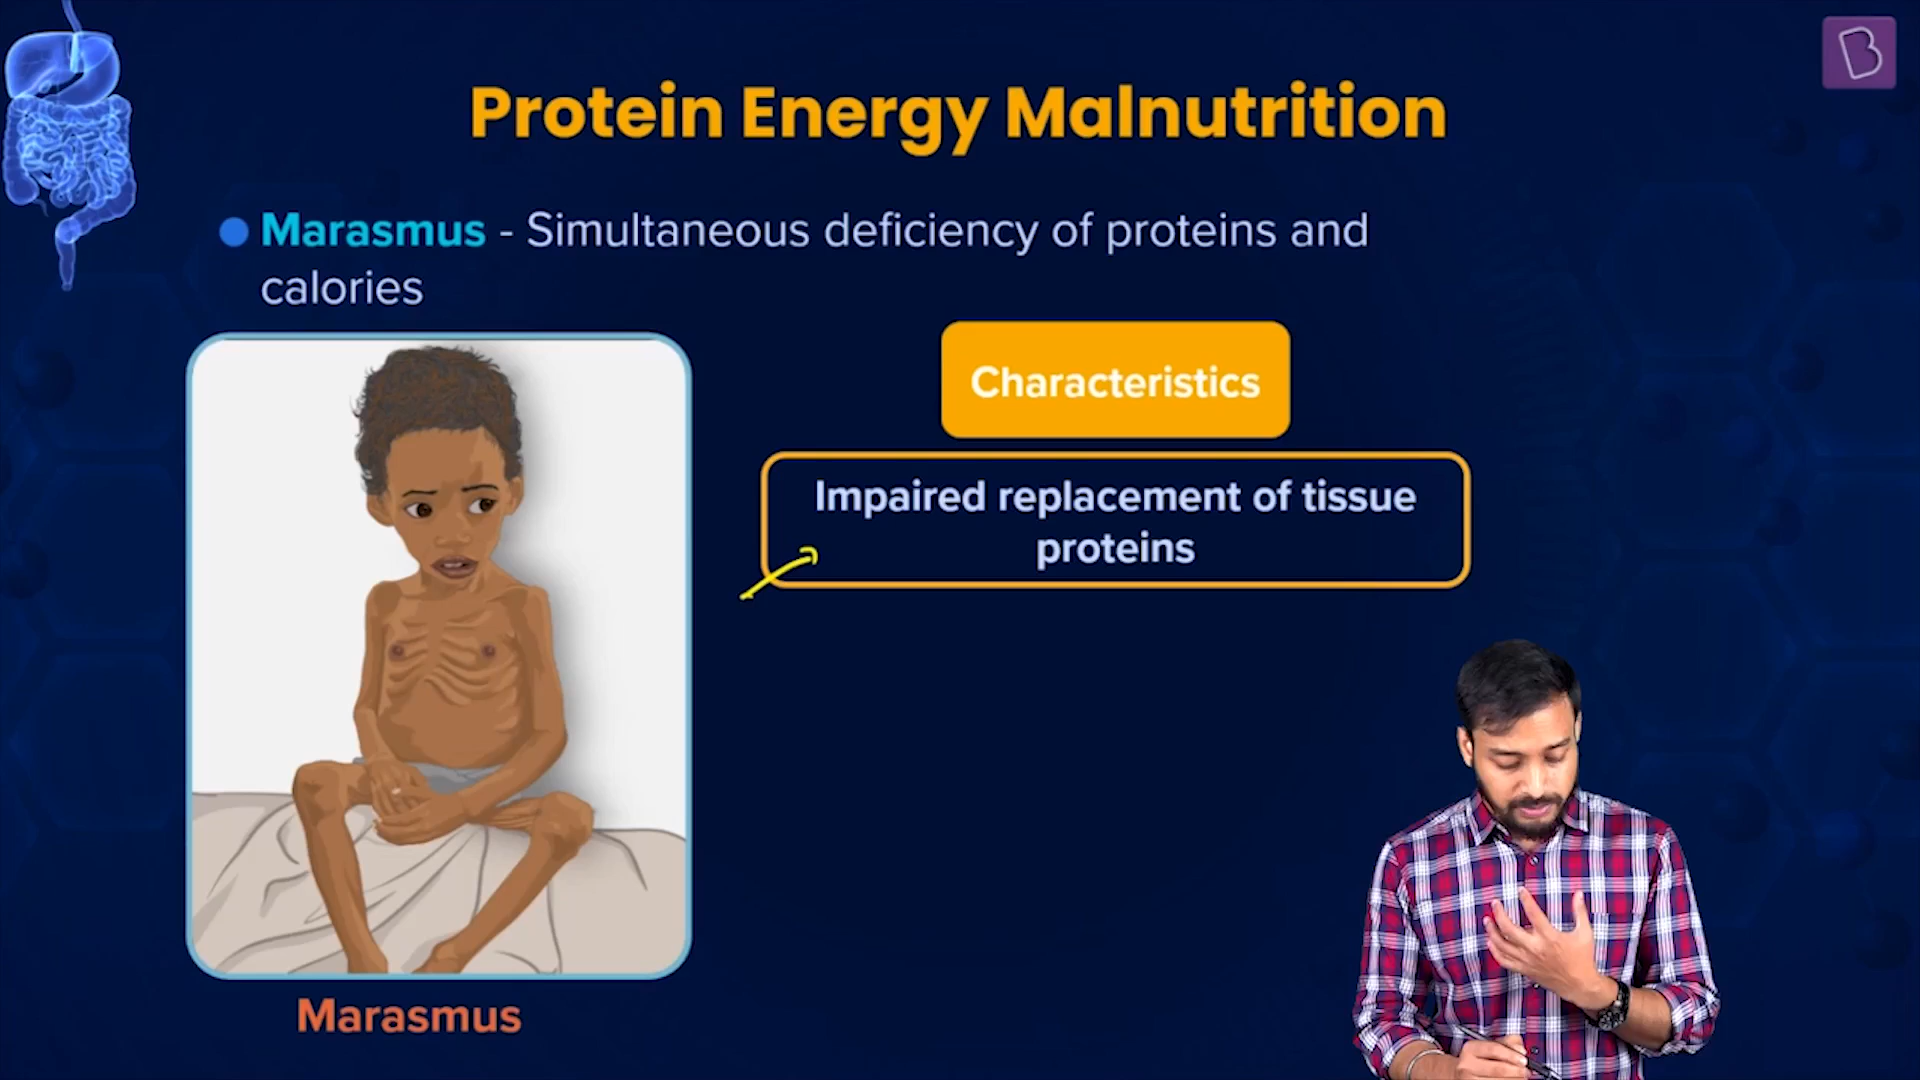 Protein Energy Malnutrition
Marasmus - Simultaneous deficiency of proteins and
calories
Characteristics
Impaired replacement of tissue
proteins
Marasmus
B